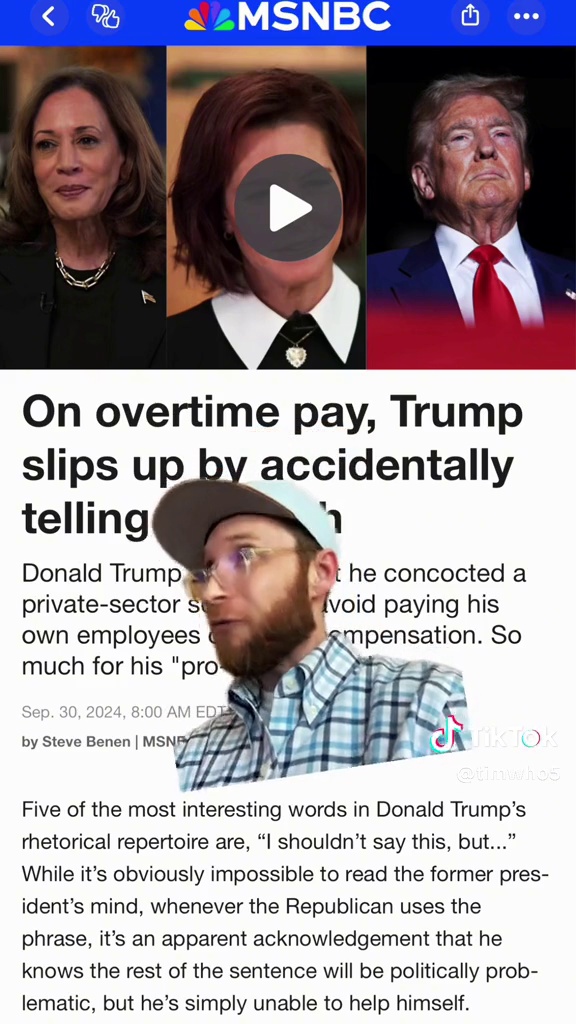 MSNBC
On overtime pay, Trump
slips up by accidentally
telling
Donald Trump he concocted a
private-sector avoid paying his
own employees compensation. So
much for his "pro-
Sep. 30, 2024, 8:00 AM EDT
by Steve Benen | MSNB
TikTok
@timwho5
Five of the most interesting words in Donald Trump’s
rhetorical repertoire are, “I shouldn’t say this, but...”
While it’s obviously impossible to read the former pres-
ident’s mind, whenever the Republican uses the
phrase, it’s an apparent acknowledgement that he
knows the rest of the sentence will be politically prob-
lematic, but he’s simply unable to help himself.